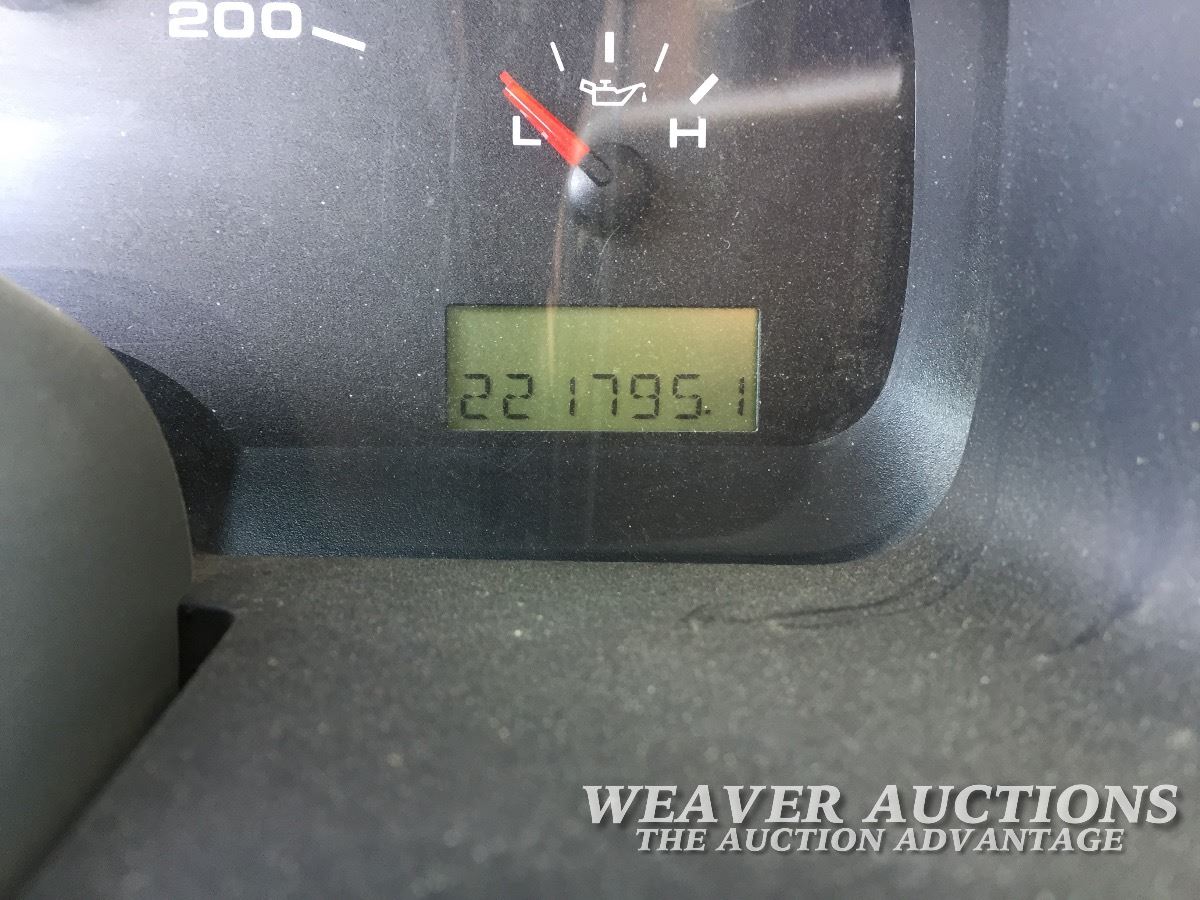 200
L H
221795.1
WEAVER AUCTIONS
THE AUCTION ADVANTAGE